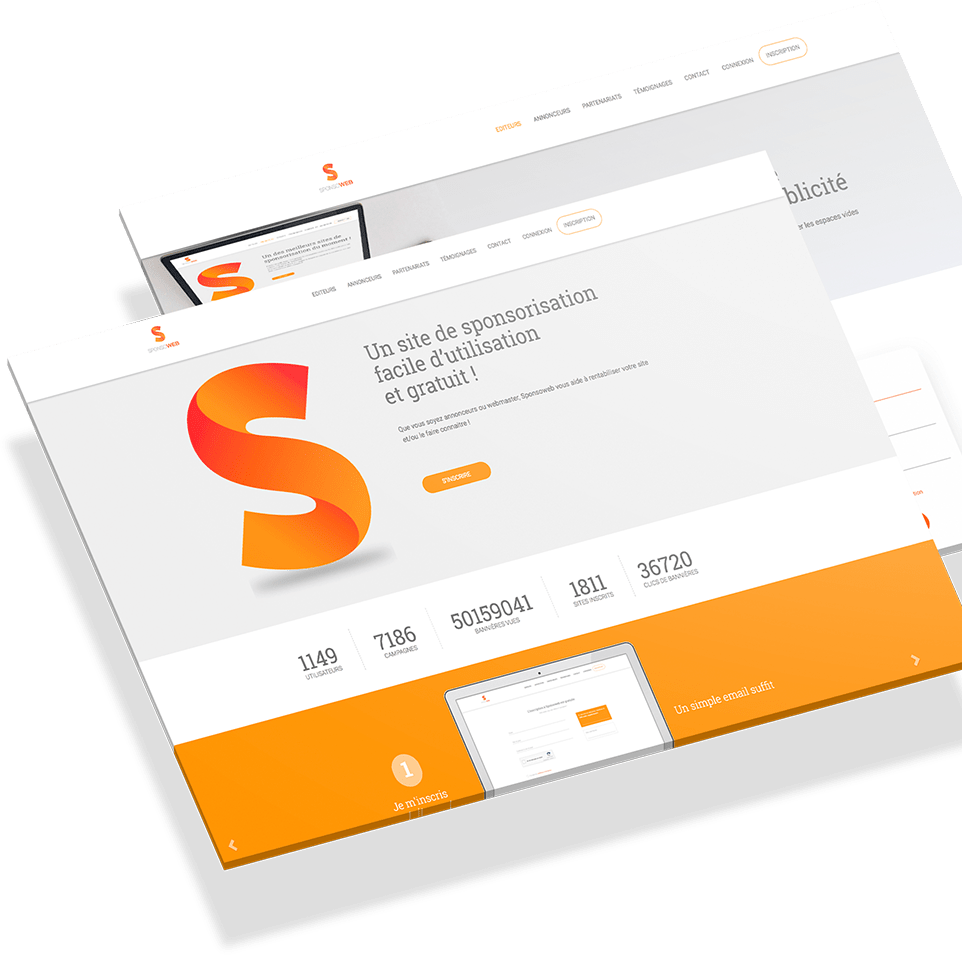 EDITEURS ANNONCEURS PARTENARIATS TÉMOIGNAGES CONTACT CONNEXION INSCRIPTION
SPONSOWEB
blicité
er les espaces vides
Un des meilleurs sites de
sponsorisation du moment !
EDITEURS ANNONCEURS PARTENARIATS TÉMOIGNAGES CONTACT CONNEXION INSCRIPTION
SPONSOWEB
Un site de sponsorisation
facile d'utilisation
et gratuit !
Que vous soyez annonceurs ou webmaster, Sponsoweb vous aide à rentabiliser votre site
et/ou le faire connaitre !
S'INSCRIRE
1149
UTILISATEURS
7186
CAMPAGNES
50159041
BANNIÈRES VUES
1811
SITES INSCRITS
36720
CLICS DE BANNIÈRES
1
Je m'inscris
Un simple email suffit